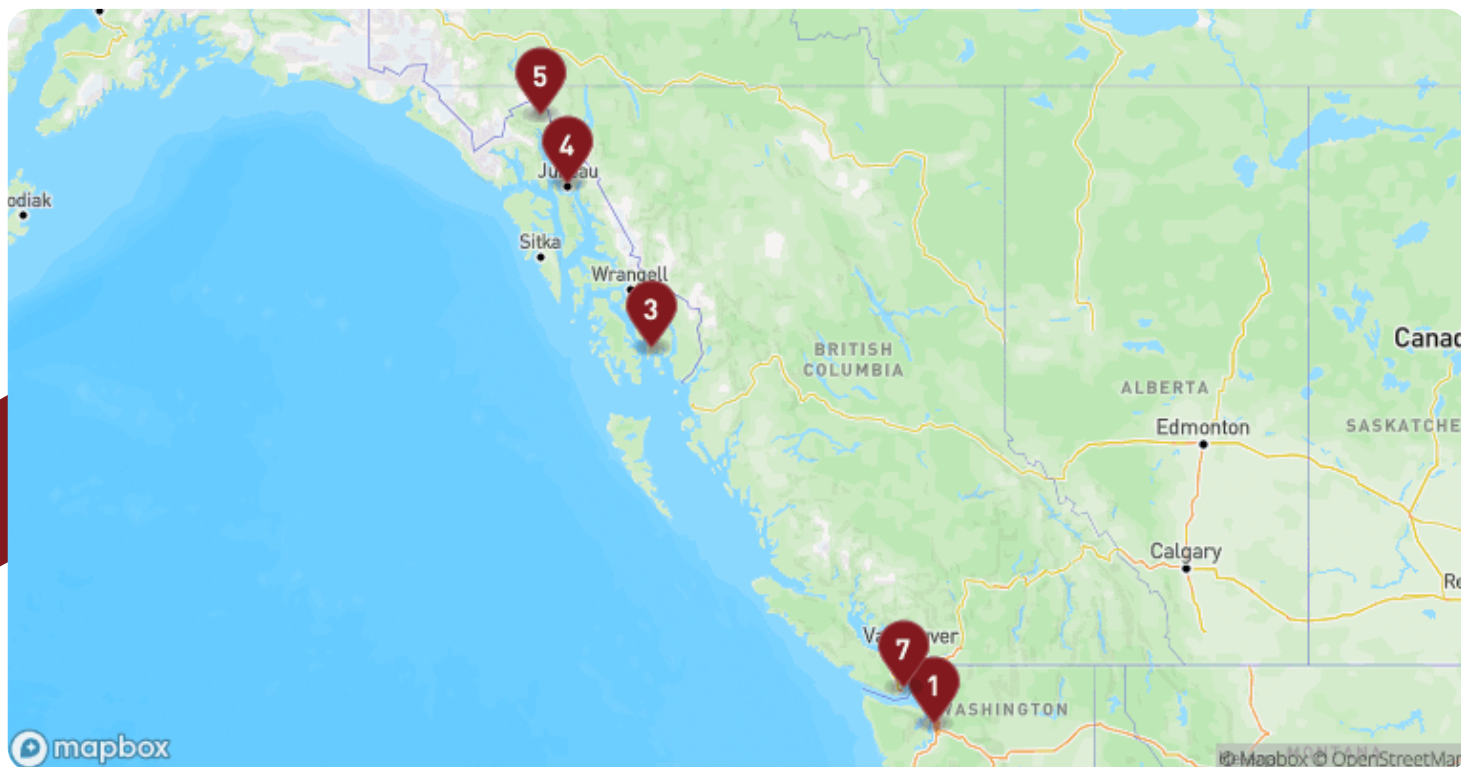 5
4
Juneau
odiak
Sitka
Wrangell
3
BRITISH
COLUMBIA
Canad
ALBERTA
Edmonton
SASKATCHE
Calgary
Re
Vancouver
7
1
WASHINGTON
mapbox
MONTANA
© Mapbox © OpenStreetMap